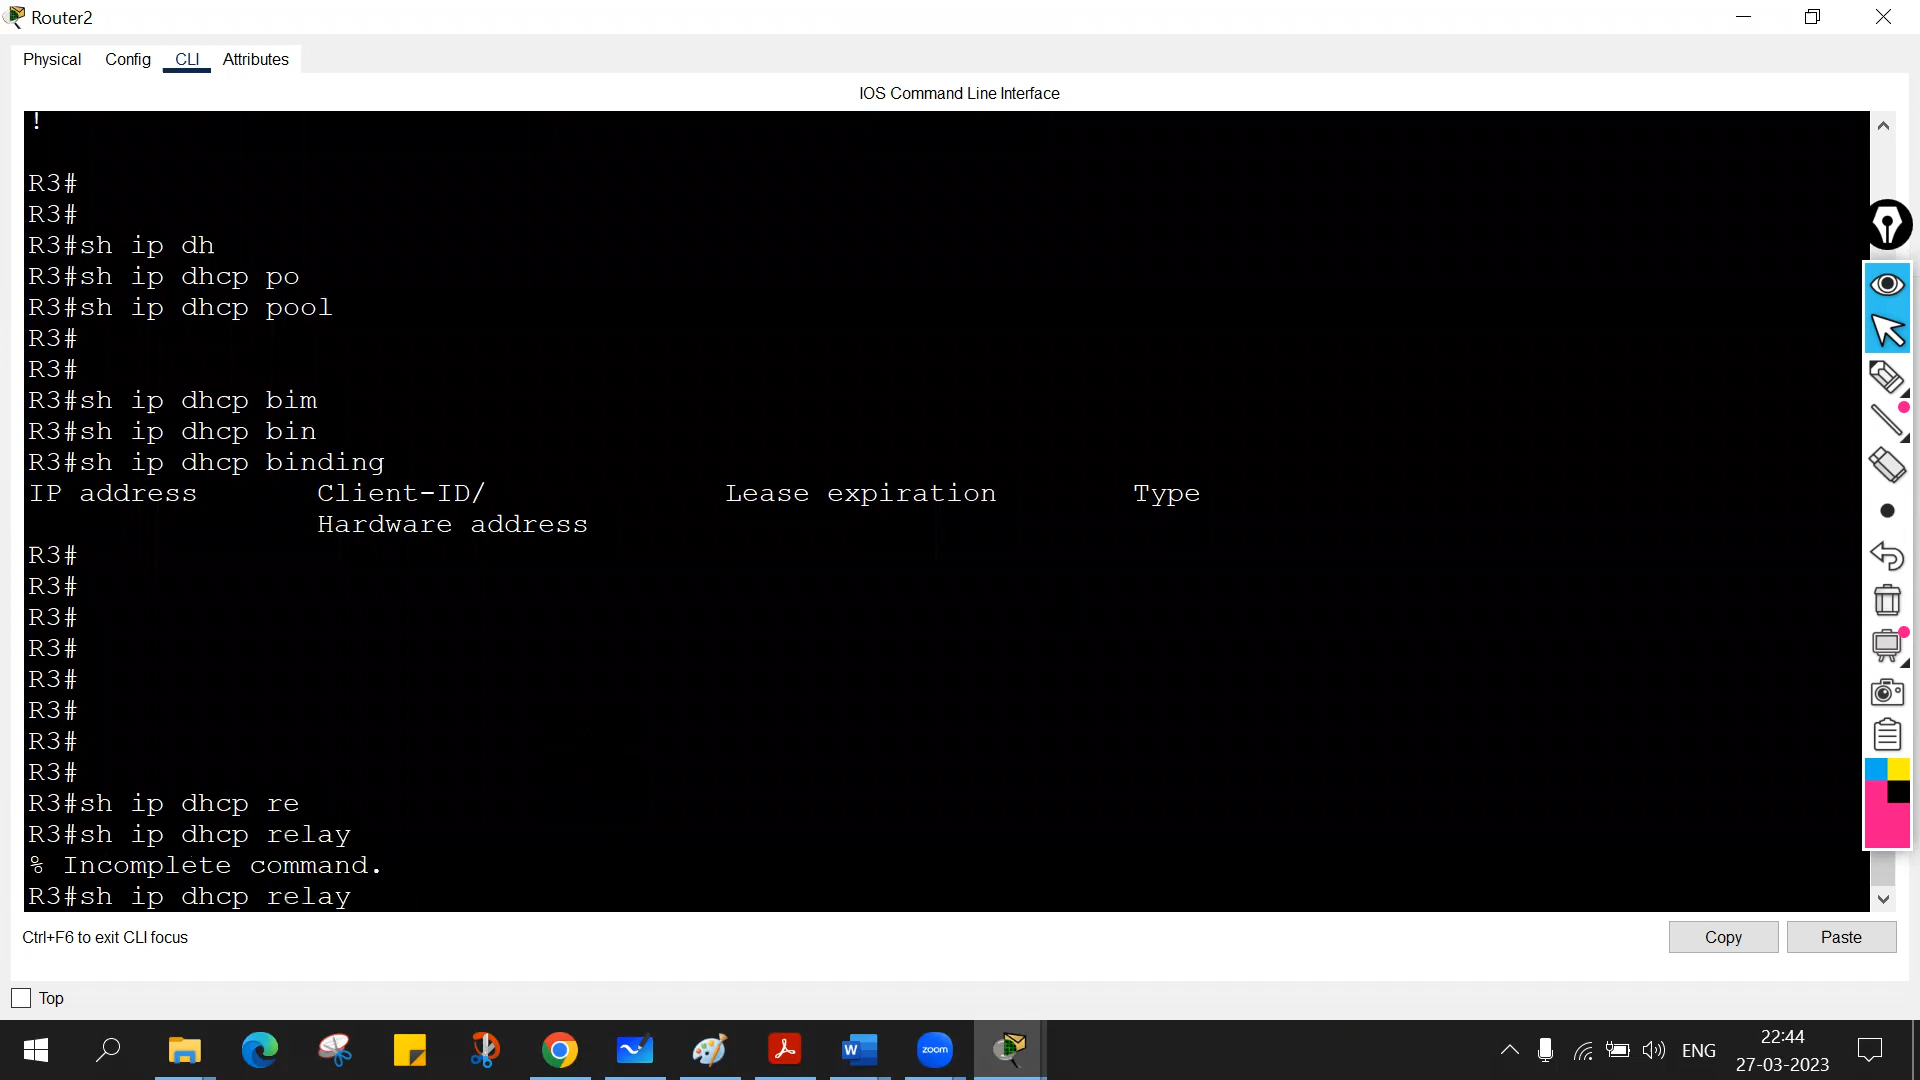 Router2
Physical Config CLI Attributes
IOS Command Line Interface
!
R3#
R3#
R3#sh ip dh
R3#sh ip dhcp po
R3#sh ip dhcp pool
R3#
R3#
R3#sh ip dhcp bim
R3#sh ip dhcp bin
R3#sh ip dhcp binding
IP address Client-ID/ Lease expiration Type
Hardware address
R3#
R3#
R3#
R3#
R3#
R3#
R3#
R3#
R3#sh ip dhcp re
R3#sh ip dhcp relay
% Incomplete command.
R3#sh ip dhcp relay
Ctrl+F6 to exit CLI focus
Copy Paste
Top
W zoom ENG 22:44
27-03-2023